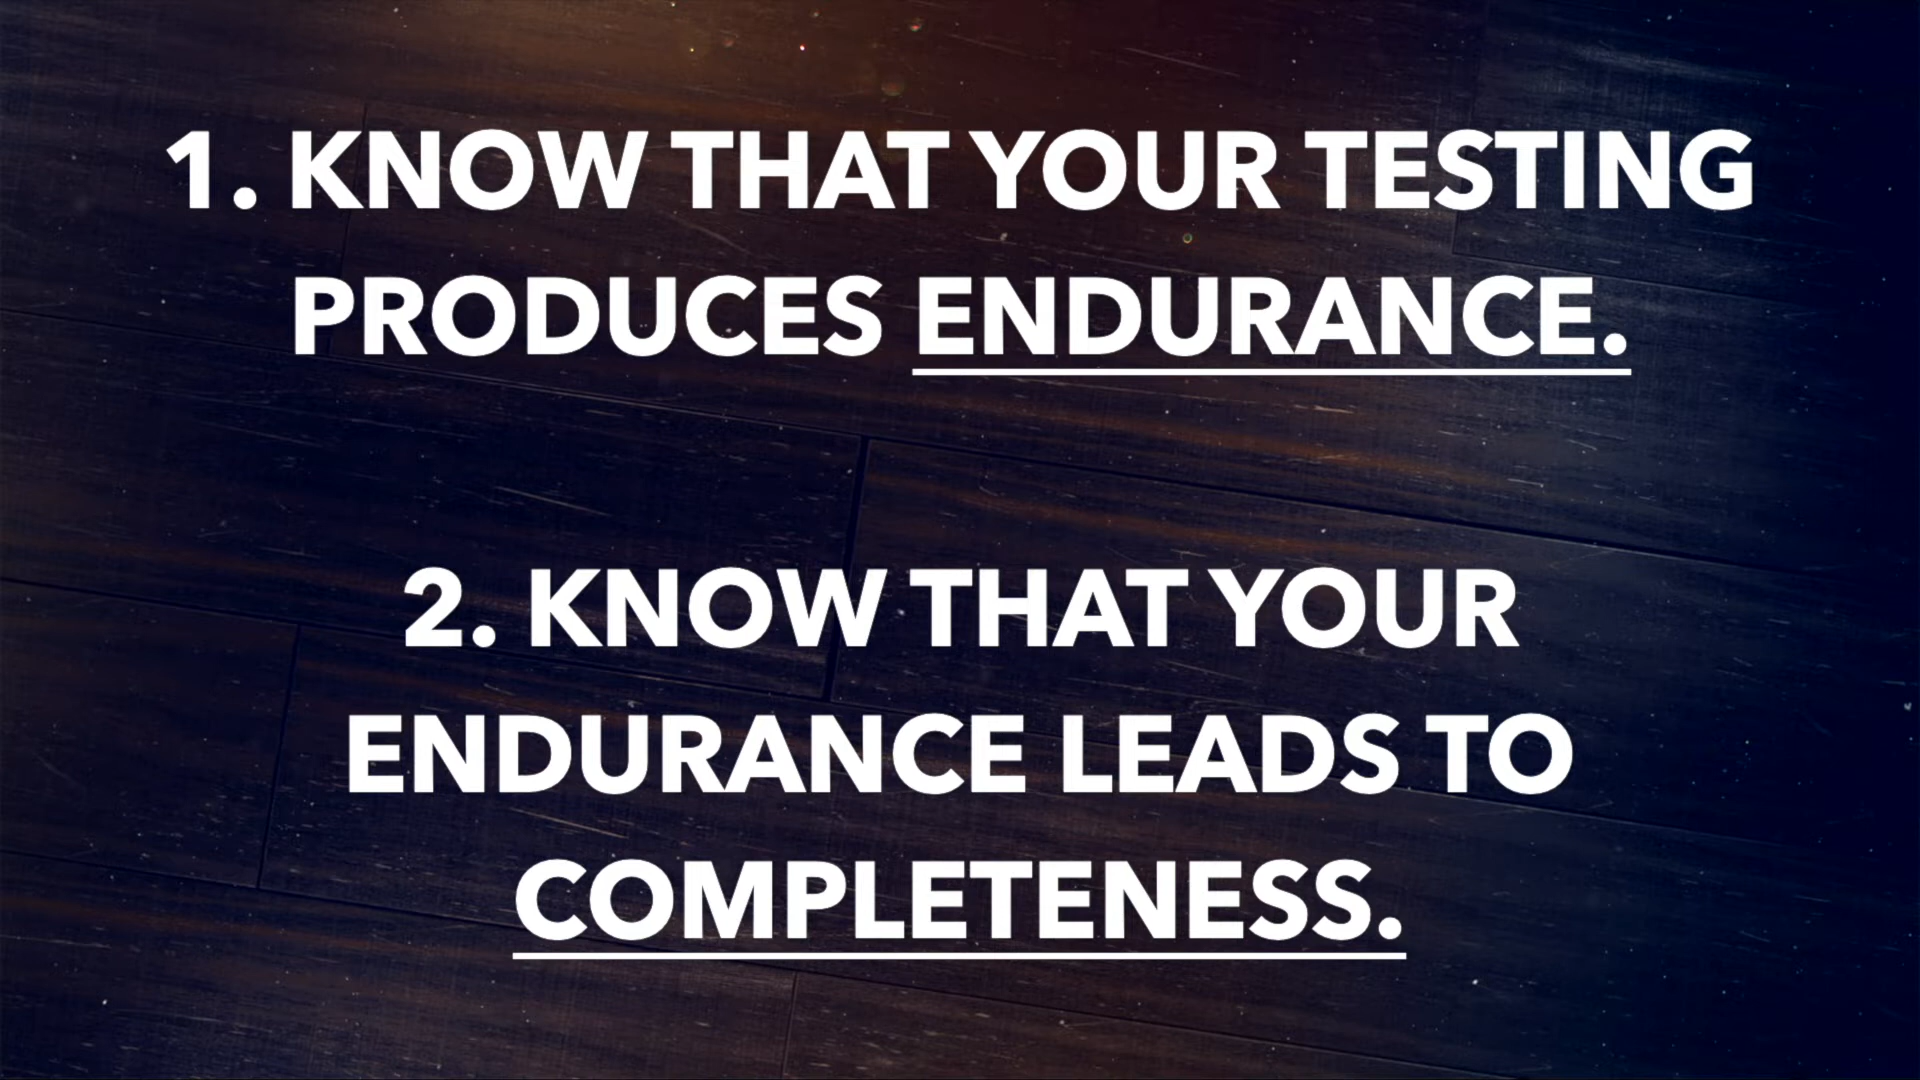 1. KNOW THAT YOUR TESTING
PRODUCES ENDURANCE.
2. KNOW THAT YOUR
ENDURANCE LEADS TO
COMPLETENESS.